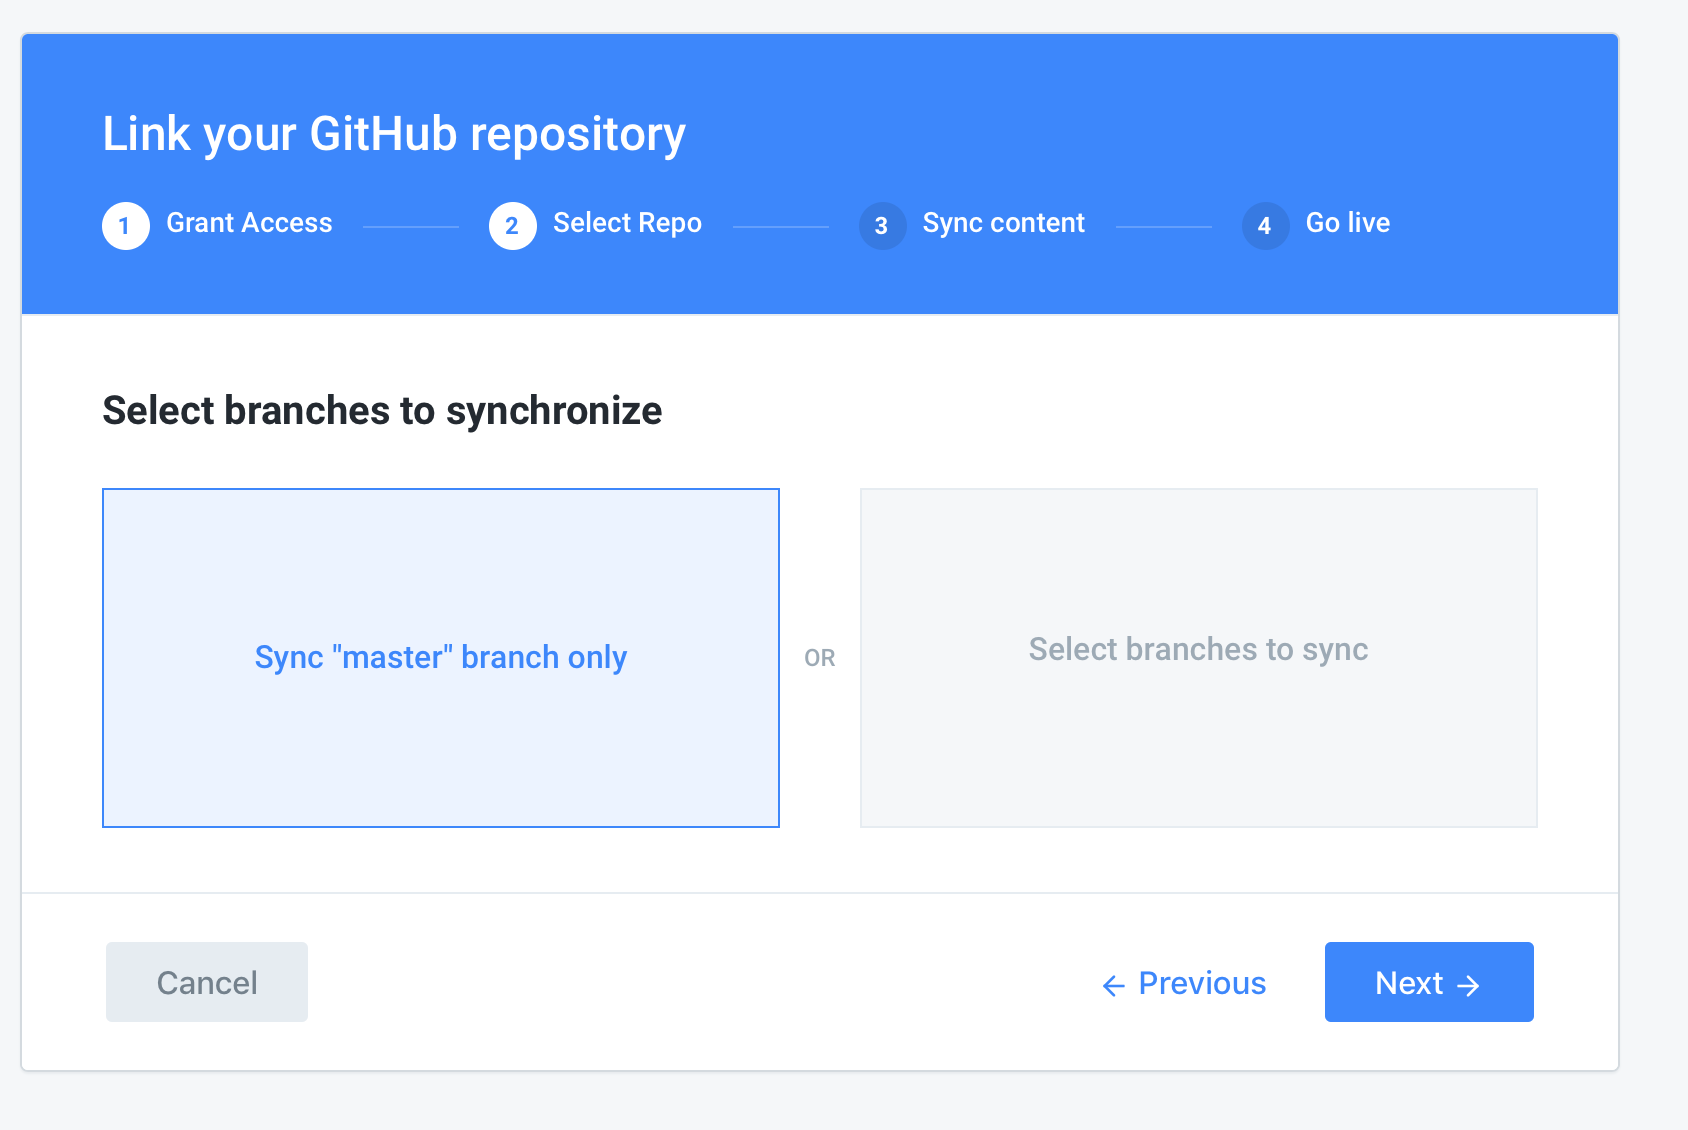 Link your GitHub repository
1 Grant Access 2 Select Repo 3 Sync content 4 Go live
Select branches to synchronize
Sync "master" branch only
OR
Select branches to sync
Cancel
← Previous
Next →